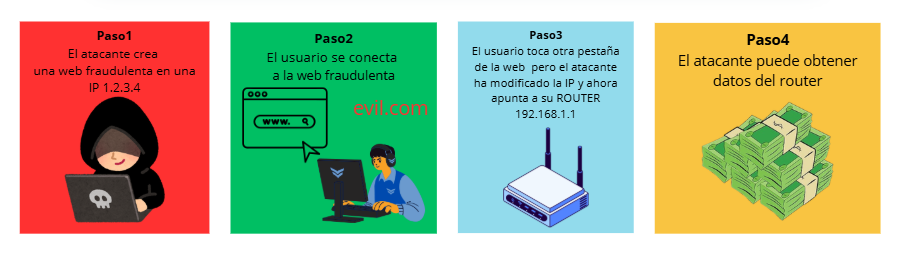 Paso1
El atacante crea
una web fraudulenta en una
IP 1.2.3.4
Paso2
El usuario se conecta
a la web fraudulenta
www.
evil.com
Paso3
El usuario toca otra pestaña
de la web pero el atacante
ha modificado la IP y ahora
apunta a su ROUTER
192.168.1.1
Paso4
El atacante puede obtener
datos del router